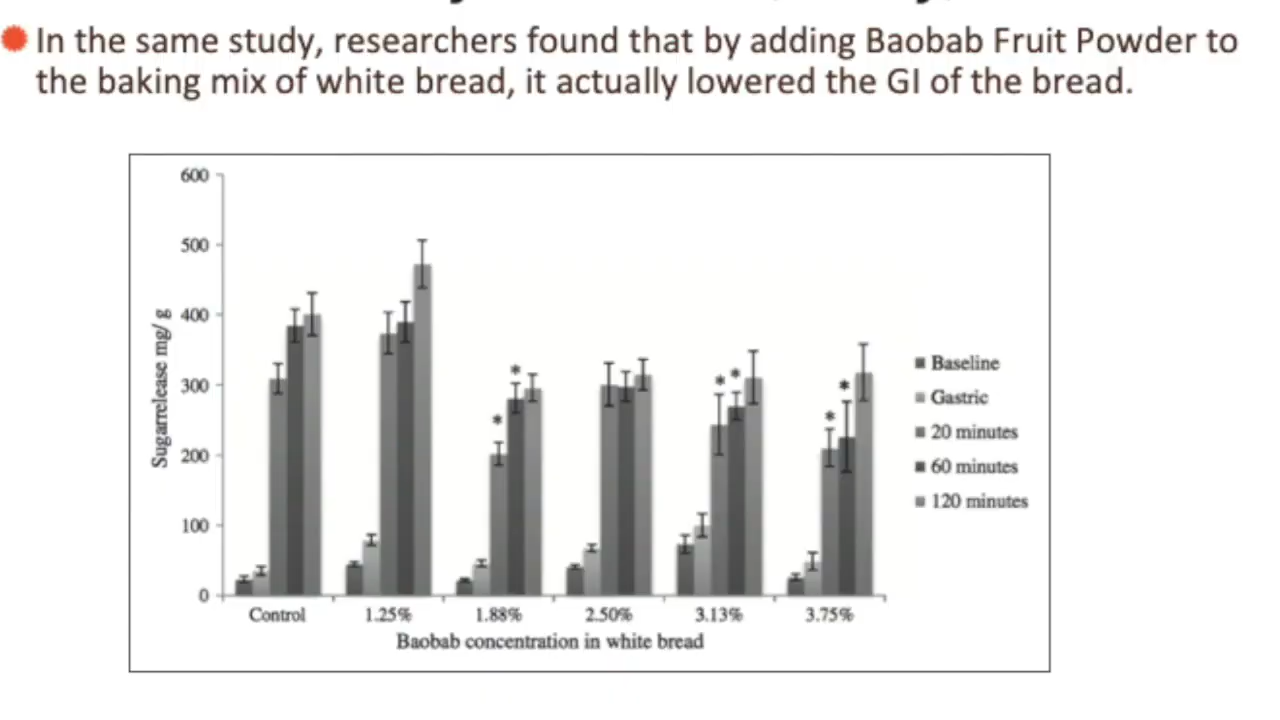 In the same study, researchers found that by adding Baobab Fruit Powder to
the baking mix of white bread, it actually lowered the GI of the bread.
600
500
400
300
200
100
0
Sugarrelease mg/ g
* * * * * *
Control 1.25% 1.88% 2.50% 3.13% 3.75%
Baobab concentration in white bread
Baseline
Gastric
20 minutes
60 minutes
120 minutes